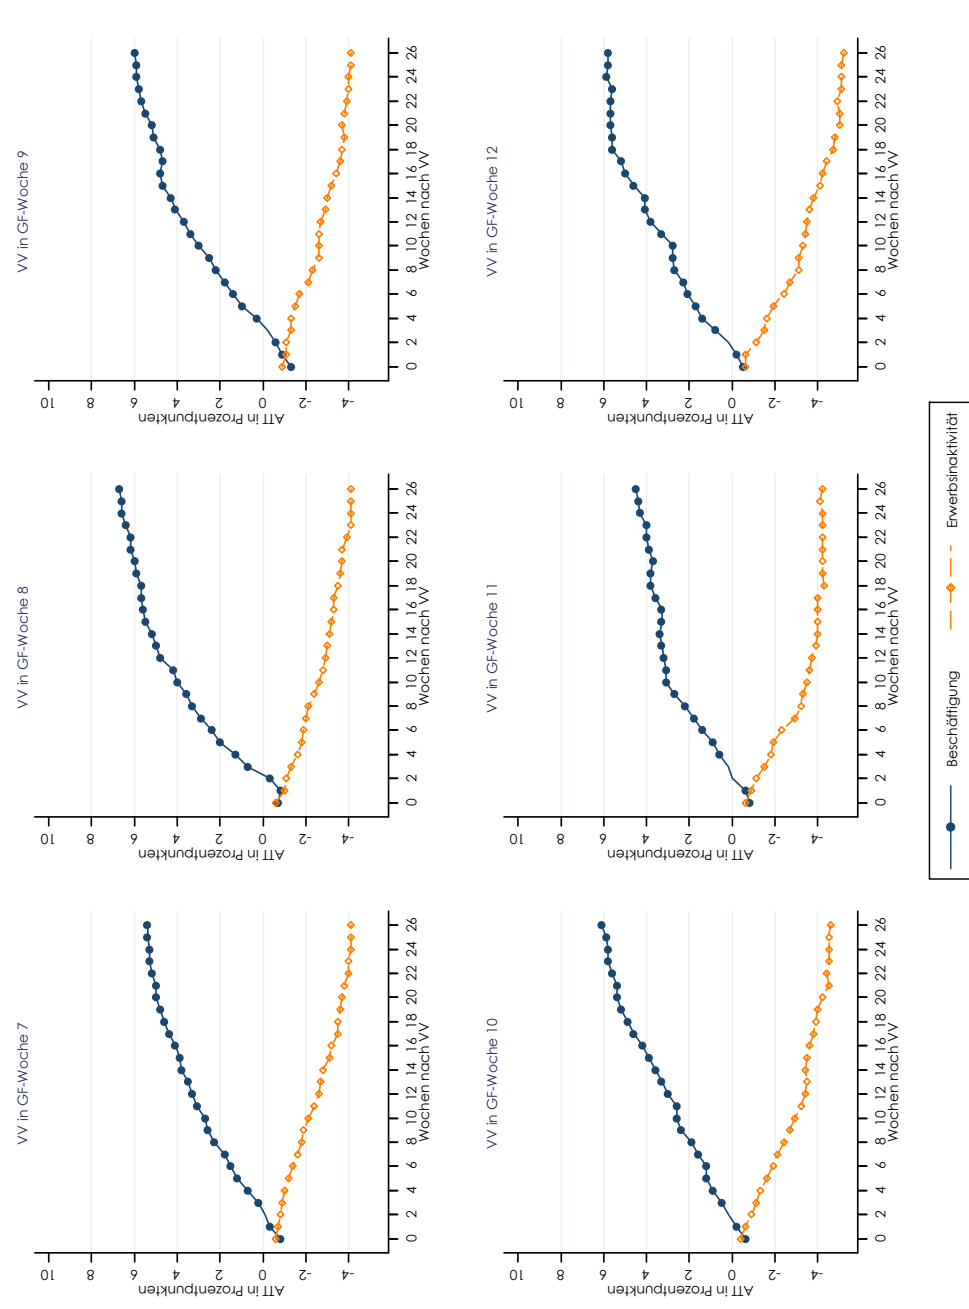 VV in GF-Woche 7
ATT in Prozentpunkten
10
8
6
4
2
0
-2
-4
0 2 4 6 8 10 12 14 16 18 20 22 24 26
Wochen nach VV
VV in GF-Woche 8
ATT in Prozentpunkten
10
8
6
4
2
0
-2
-4
0 2 4 6 8 10 12 14 16 18 20 22 24 26
Wochen nach VV
VV in GF-Woche 9
ATT in Prozentpunkten
10
8
6
4
2
0
-2
-4
0 2 4 6 8 10 12 14 16 18 20 22 24 26
Wochen nach VV
VV in GF-Woche 10
ATT in Prozentpunkten
10
8
6
4
2
0
-2
-4
0 2 4 6 8 10 12 14 16 18 20 22 24 26
Wochen nach VV
VV in GF-Woche 11
ATT in Prozentpunkten
10
8
6
4
2
0
-2
-4
0 2 4 6 8 10 12 14 16 18 20 22 24 26
Wochen nach VV
VV in GF-Woche 12
ATT in Prozentpunkten
10
8
6
4
2
0
-2
-4
0 2 4 6 8 10 12 14 16 18 20 22 24 26
Wochen nach VV
Beschäftigung Erwerbsinaktivität